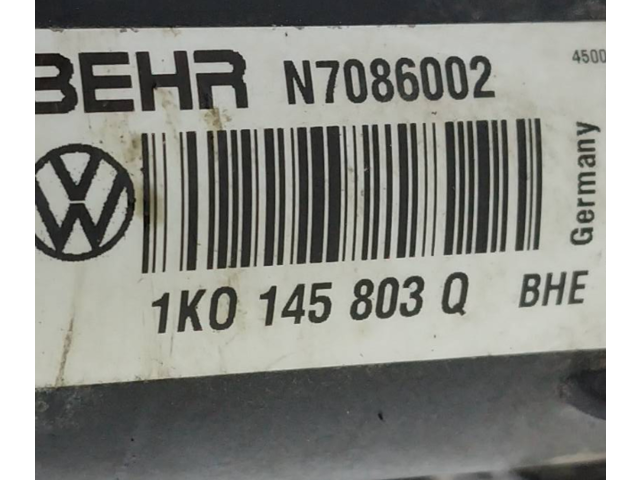 BEHR N7086002
4500
Germany
1K0 145 803 Q BHE